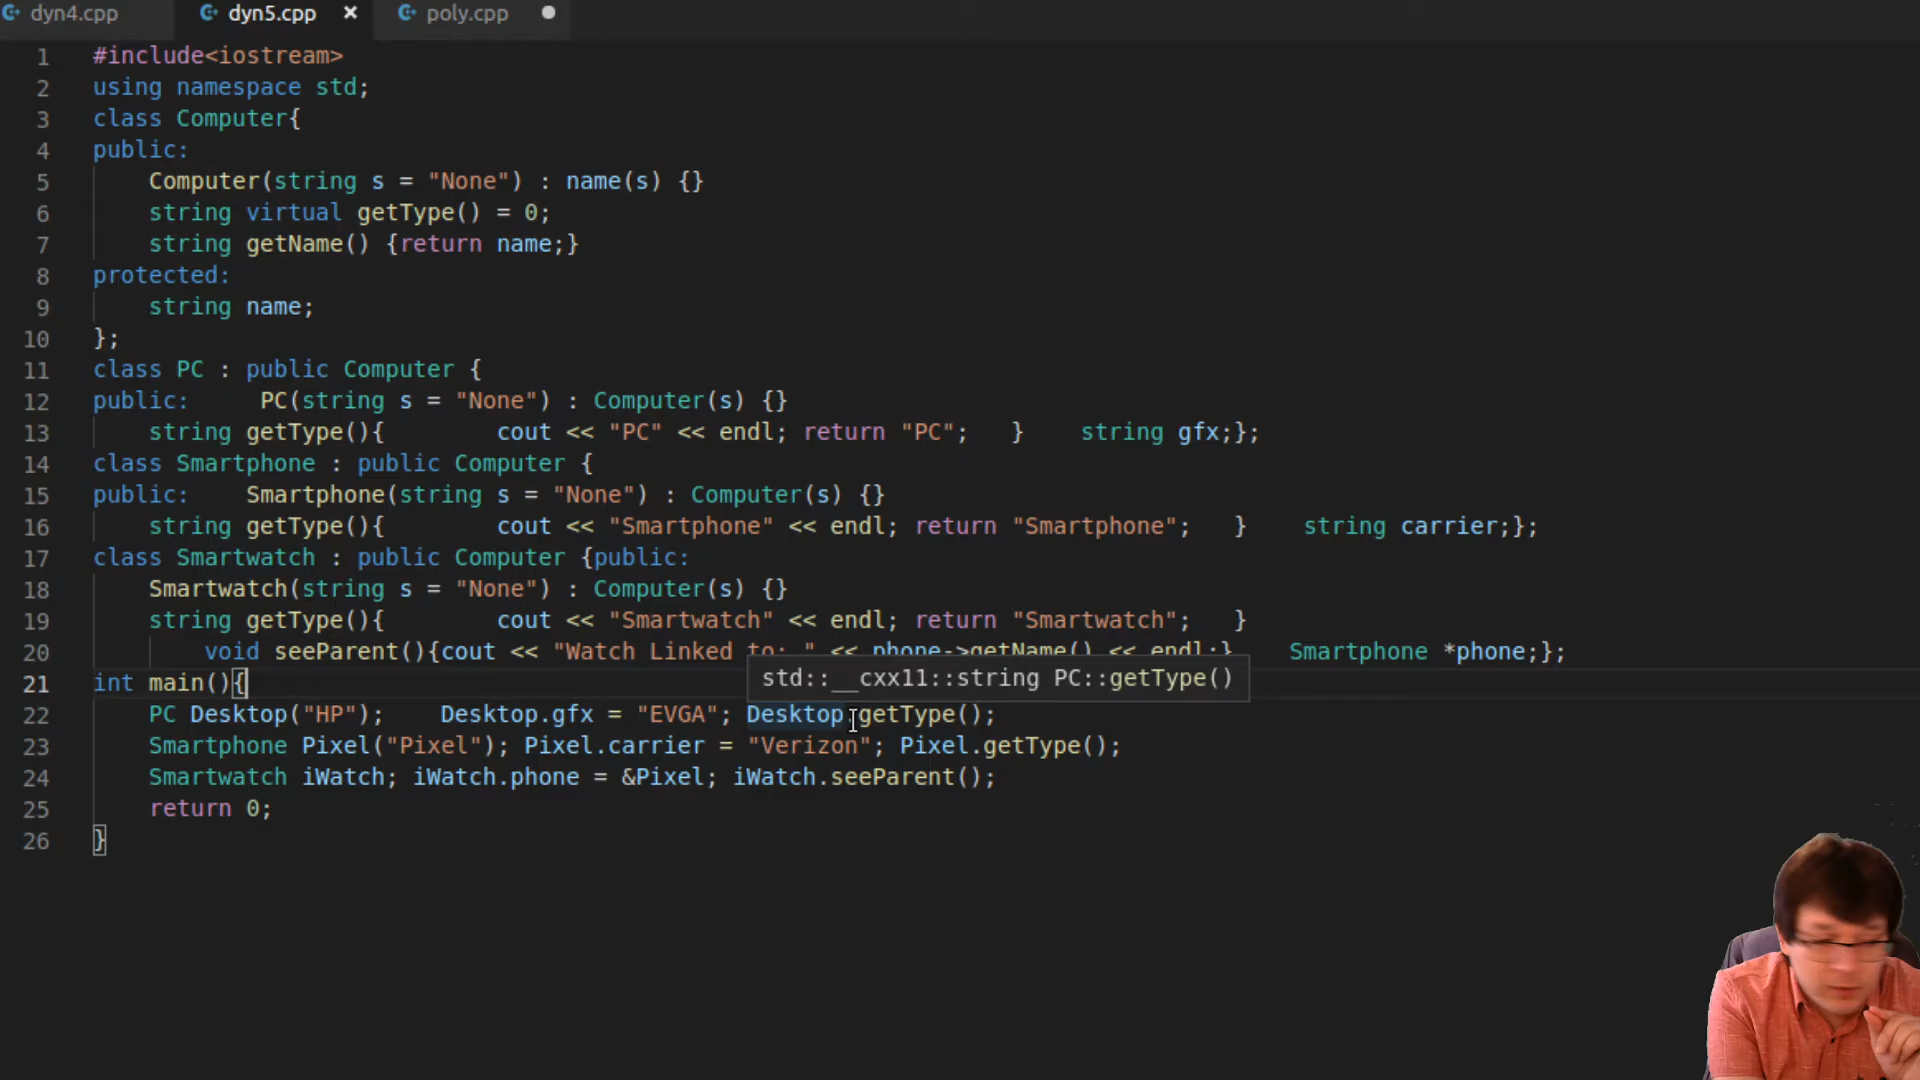 dyn4.cpp dyn5.cpp × poly.cpp
1 #include<iostream>
2 using namespace std;
3 class Computer{
4 public:
5 Computer(string s = "None") : name(s) {}
6 string virtual getType() = 0;
7 string getName() {return name;}
8 protected:
9 string name;
10 };
11 class PC : public Computer {
12 public: PC(string s = "None") : Computer(s) {}
13 string getType(){ cout << "PC" << endl; return "PC"; } string gfx;};
14 class Smartphone : public Computer {
15 public: Smartphone(string s = "None") : Computer(s) {}
16 string getType(){ cout << "Smartphone" << endl; return "Smartphone"; } string carrier;};
17 class Smartwatch : public Computer {public:
18 Smartwatch(string s = "None") : Computer(s) {}
19 string getType(){ cout << "Smartwatch" << endl; return "Smartwatch"; }
20 void seeParent(){cout << "Watch Linked to: " << phone->getName() << endl;} Smartphone *phone;};
std::__cxx11::string PC::getType()
21 int main(){
22 PC Desktop("HP"); Desktop.gfx = "EVGA"; Desktop.getType();
23 Smartphone Pixel("Pixel"); Pixel.carrier = "Verizon"; Pixel.getType();
24 Smartwatch iWatch; iWatch.phone = &Pixel; iWatch.seeParent();
25 return 0;
26 }